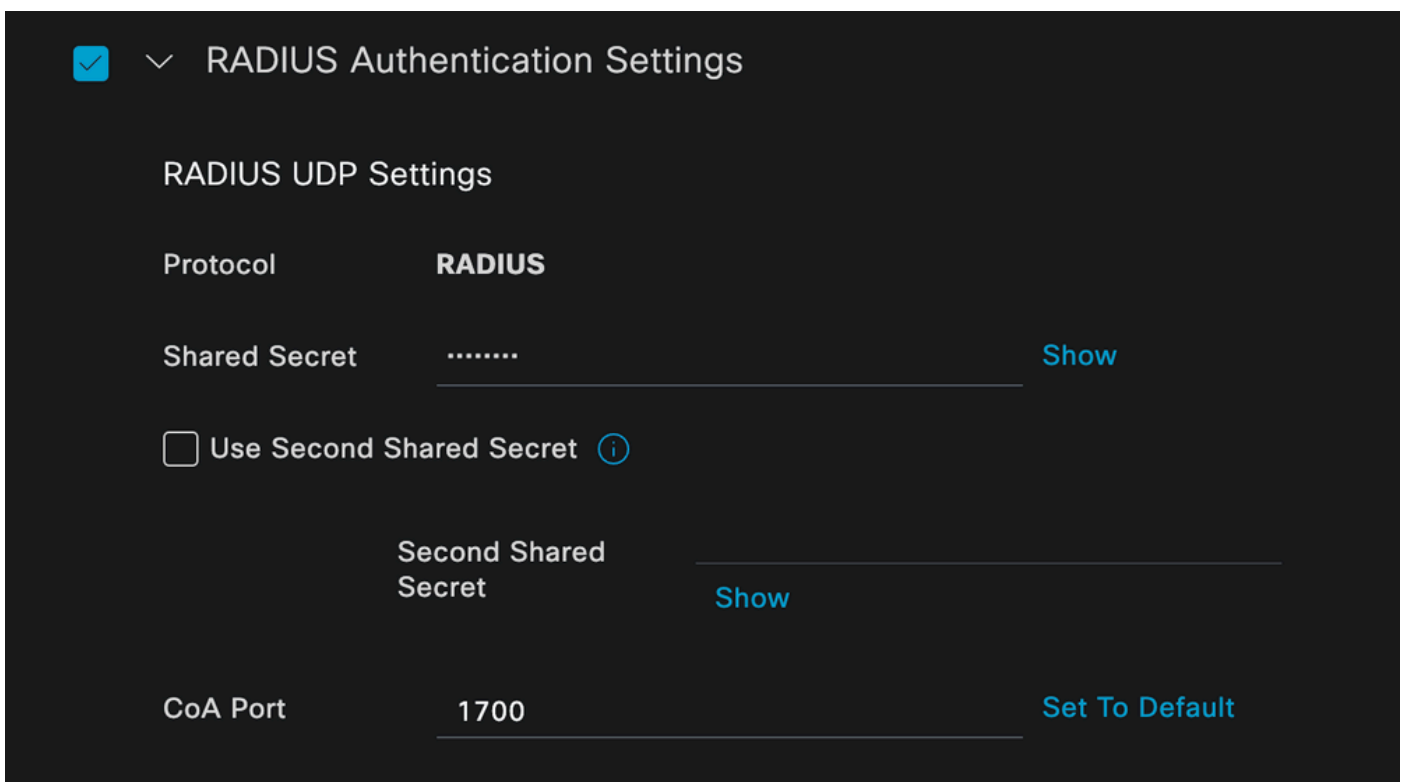 RADIUS Authentication Settings
RADIUS UDP Settings
Protocol RADIUS
Shared Secret ········ Show
Use Second Shared Secret
Second Shared
Secret
Show
CoA Port 1700 Set To Default